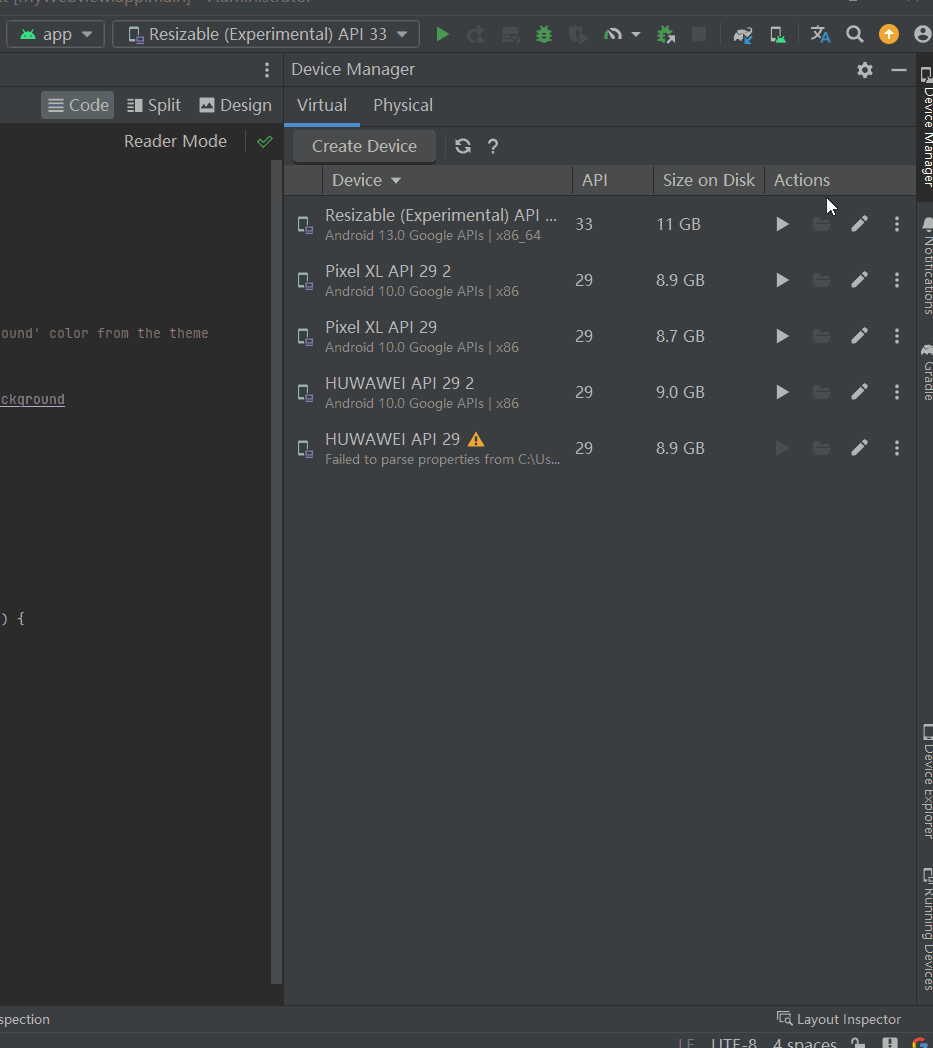 app
Resizable (Experimental) API 33
Device Manager
Code
Split
Design
Virtual
Physical
Reader Mode
Create Device
?
Device
API
Size on Disk
Actions
Resizable (Experimental) API ...
Android 13.0 Google APIs | x86_64
33
11 GB
Pixel XL API 29 2
Android 10.0 Google APIs | x86
29
8.9 GB
Pixel XL API 29
Android 10.0 Google APIs | x86
29
8.7 GB
HUWAWEI API 29 2
Android 10.0 Google APIs | x86
29
9.0 GB
HUWAWEI API 29
Failed to parse properties from C:\Us...
29
8.9 GB
ound' color from the theme
ckground
) {
Device Manager
Notifications
Gradle
Device Explorer
Running Devices
spection
Layout Inspector
LF
UTF-8
4 spaces